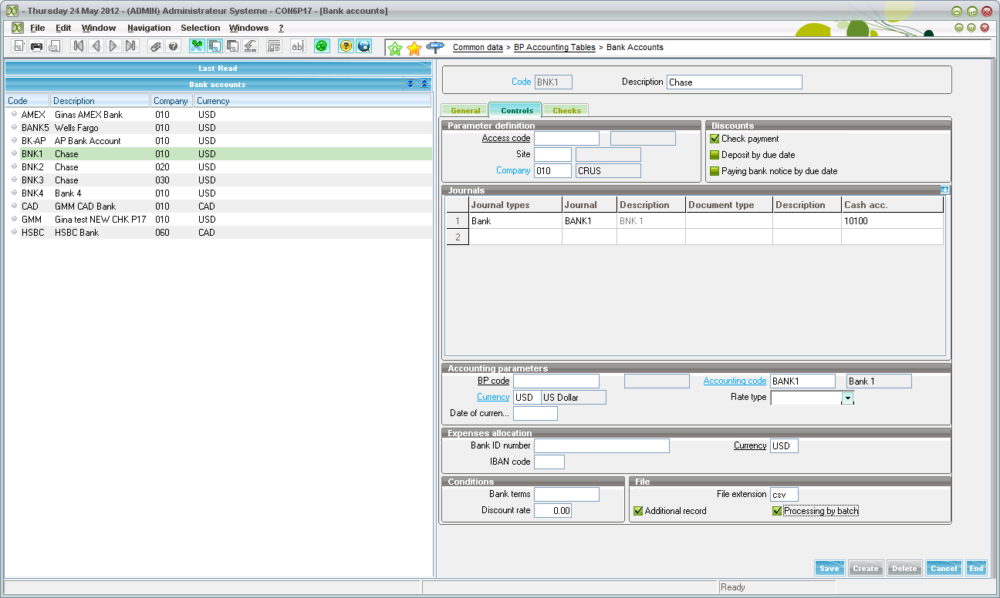 - Thursday 24 May 2012 - (ADMIN) Administrateur Systeme - CON6P17 - [Bank accounts]
File Edit Window Navigation Selection Windows ?
Common data > BP Accounting Tables > Bank Accounts
Last Read
Bank accounts
Code Description Company Currency
AMEX Ginas AMEX Bank 010 USD
BANK5 Wells Fargo 010 USD
BK-AP AP Bank Account 010 USD
BNK1 Chase 010 USD
BNK2 Chase 020 USD
BNK3 Chase 030 USD
BNK4 Bank 4 010 USD
CAD GMM CAD Bank 010 CAD
GMM Gina test NEW CHK P17 010 USD
HSBC HSBC Bank 060 CAD
Code BNK1 Description Chase
General Controls Checks
Parameter definition
Access code
Site
Company 010 CRUS
Discounts
Check payment
Deposit by due date
Paying bank notice by due date
Journals
Journal types Journal Description Document type Description Cash acc.
1 Bank BANK1 BNK 1 10100
2
Accounting parameters
BP code Accounting code BANK1 Bank 1
Currency USD US Dollar Rate type
Date of curren...
Expenses allocation
Bank ID number Currency USD
IBAN code
Conditions
Bank terms
Discount rate 0.00
File
File extension csv
Additional record Processing by batch
Save Create Delete Cancel End
Ready